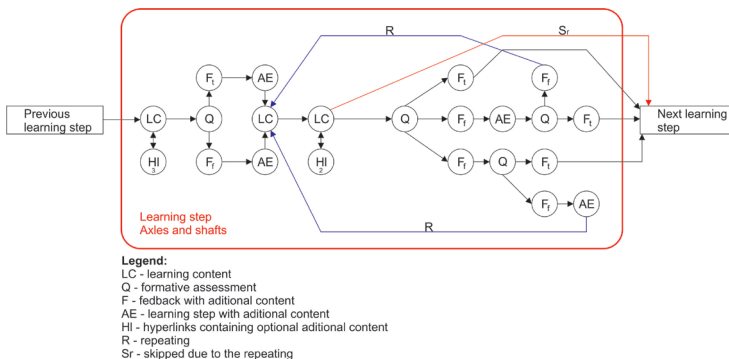 R
Sr
Ft
AE
Ft
Ff
Previous
learning step
LC
Q
LC
LC
Q
Ff
AE
Q
Ft
Next learning
step
HI
3
Ff
AE
HI
2
Ff
Q
Ft
Ff
AE
Learning step
Axles and shafts
R
Legend:
LC - learning content
Q - formative assessment
F - fedback with aditional content
AE - learning step with aditional content
HI - hyperlinks containing optional aditional content
R - repeating
Sr - skipped due to the repeating